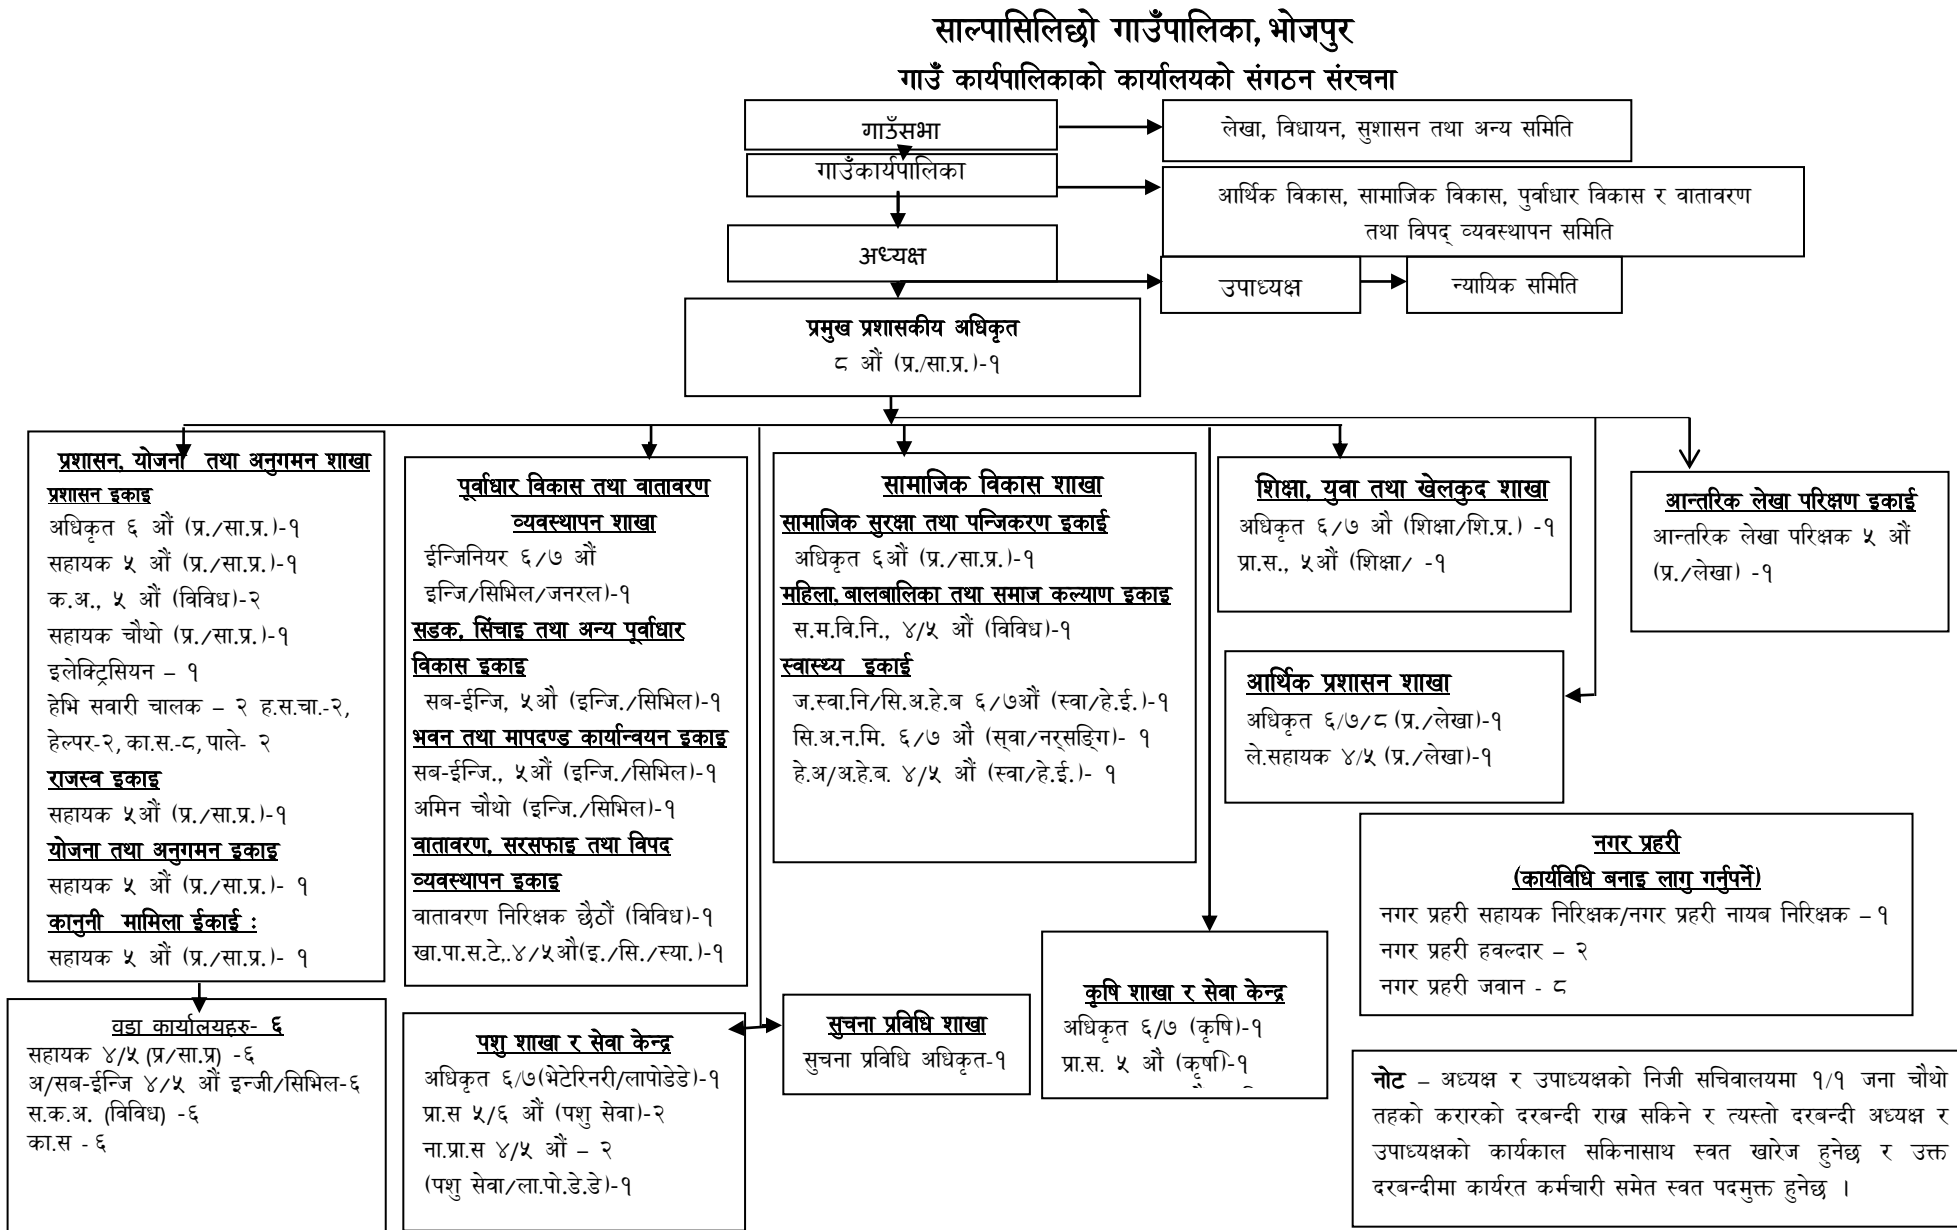 साल्पासिलिछो गाउँपालिका, भोजपुर
गाउँ कार्यपालिकाको कार्यालयको संगठन संरचना
गाउँसभा
लेखा, विधायन, सुशासन तथा अन्य समिति
गाउँकार्यपालिका
आर्थिक विकास, सामाजिक विकास, पुर्वाधार विकास र वातावरण
तथा विपद् व्यवस्थापन समिति
अध्यक्ष
उपाध्यक्ष
न्यायिक समिति
प्रमुख प्रशासकीय अधिकृत
८ औं (प्र./सा.प्र.)-१
प्रशासन, योजना तथा अनुगमन शाखा
प्रशासन इकाइ
अधिकृत ६ औं (प्र./सा.प्र.)-१
सहायक ५ औं (प्र./सा.प्र.)-१
क.अ., ५ औं (विविध)-२
सहायक चौथो (प्र./सा.प्र.)-१
इलेक्ट्रिसियन – १
हेभि सवारी चालक – २ ह.स.चा.-२,
हेल्पर-२, का.स.-८, पाले- २
राजस्व इकाइ
सहायक ५औं (प्र./सा.प्र.)-१
योजना तथा अनुगमन इकाइ
सहायक ५ औं (प्र./सा.प्र.)- १
कानुनी मामिला ईकाई :
सहायक ५ औं (प्र./सा.प्र.)- १
वडा कार्यालयहरु- ६
सहायक ४/५ (प्र/सा.प्र) -६
अ/सब-ईन्जि ४/५ औं इन्जी/सिभिल-६
स.क.अ. (विविध) -६
का.स - ६
पूर्वाधार विकास तथा वातावरण
व्यवस्थापन शाखा
ईन्जिनियर ६/७ औं
इन्जि/सिभिल/जनरल)-१
सडक, सिंचाइ तथा अन्य पूर्वाधार
विकास इकाइ
सब-ईन्जि, ५औ (इन्जि./सिभिल)-१
भवन तथा मापदण्ड कार्यान्वयन इकाइ
सब-ईन्जि., ५औं (इन्जि./सिभिल)-१
अमिन चौथो (इन्जि./सिभिल)-१
वातावरण, सरसफाइ तथा विपद
व्यवस्थापन इकाइ
वातावरण निरिक्षक छैठौं (विविध)-१
खा.पा.स.टे,.४/५औ(इ./सि./स्या.)-१
पशु शाखा र सेवा केन्द्र
अधिकृत ६/७(भेटेरिनरी/लापोडेडे)-१
प्रा.स ५/६ औं (पशु सेवा)-२
ना.प्रा.स ४/५ औं – २
(पशु सेवा/ला.पो.डे.डे)-१
सामाजिक विकास शाखा
सामाजिक सुरक्षा तथा पन्जिकरण इकाई
अधिकृत ६औं (प्र./सा.प्र.)-१
महिला, बालबालिका तथा समाज कल्याण इकाइ
स.म.वि.नि., ४/५ औं (विविध)-१
स्वास्थ्य इकाई
ज.स्वा.नि/सि.अ.हे.ब ६/७औं (स्वा/हे.ई.)-१
सि.अ.न.मि. ६/७ औ (स्वा/नर्सङ्गि)- १
हे.अ/अ.हे.ब. ४/५ औं (स्वा/हे.ई.)- १
सुचना प्रविधि शाखा
सुचना प्रविधि अधिकृत-१
शिक्षा, युवा तथा खेलकुद शाखा
अधिकृत ६/७ औ (शिक्षा/शि.प्र.) -१
प्रा.स., ५औं (शिक्षा/ -१
आर्थिक प्रशासन शाखा
अधिकृत ६/७/८ (प्र./लेखा)-१
ले.सहायक ४/५ (प्र./लेखा)-१
कृषि शाखा र सेवा केन्द्र
अधिकृत ६/७ (कृषि)-१
प्रा.स. ५ औं (कृषि)-१
आन्तरिक लेखा परिक्षण इकाई
आन्तरिक लेखा परिक्षक ५ औं
(प्र./लेखा) -१
नगर प्रहरी
(कार्यविधि बनाइ लागु गर्नुपर्ने)
नगर प्रहरी सहायक निरिक्षक/नगर प्रहरी नायब निरिक्षक – १
नगर प्रहरी हवल्दार – २
नगर प्रहरी जवान - ८
नोट – अध्यक्ष र उपाध्यक्षको निजी सचिवालयमा १/१ जना चौथो
तहको करारको दरबन्दी राख्न सकिने र त्यस्तो दरबन्दी अध्यक्ष र
उपाध्यक्षको कार्यकाल सकिनासाथ स्वत खारेज हुनेछ र उक्त
दरबन्दीमा कार्यरत कर्मचारी समेत स्वत पदमुक्त हुनेछ ।